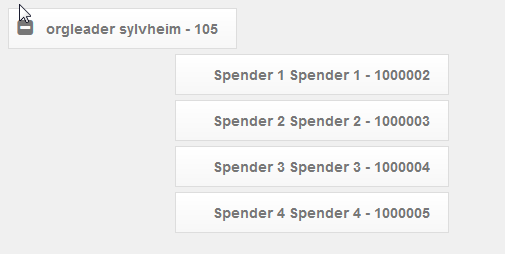 orgleader sylvheim - 105
Spender 1 Spender 1 - 1000002
Spender 2 Spender 2 - 1000003
Spender 3 Spender 3 - 1000004
Spender 4 Spender 4 - 1000005